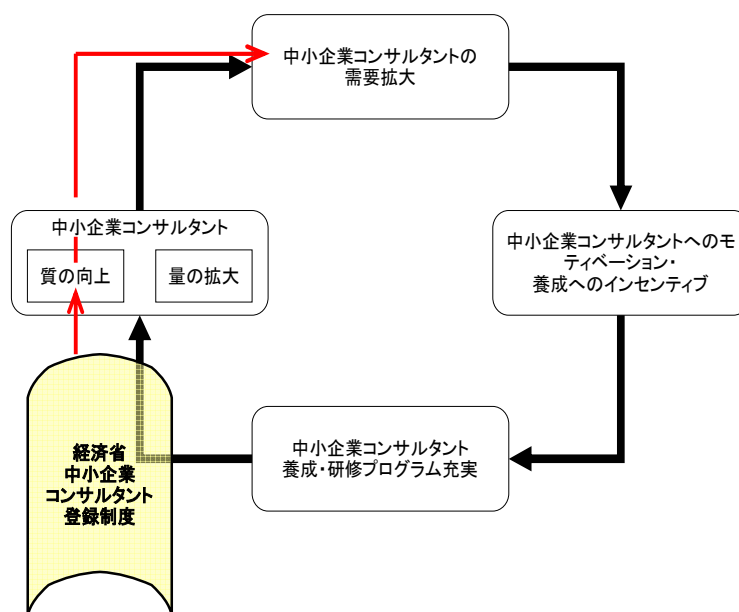 中小企業コンサルタントの
需要拡大
中小企業コンサルタント
質の向上
量の拡大
中小企業コンサルタントへのモ
ティベーション・
養成へのインセンティブ
中小企業コンサルタント
養成・研修プログラム充実
経済省
中小企業
コンサルタント
登録制度